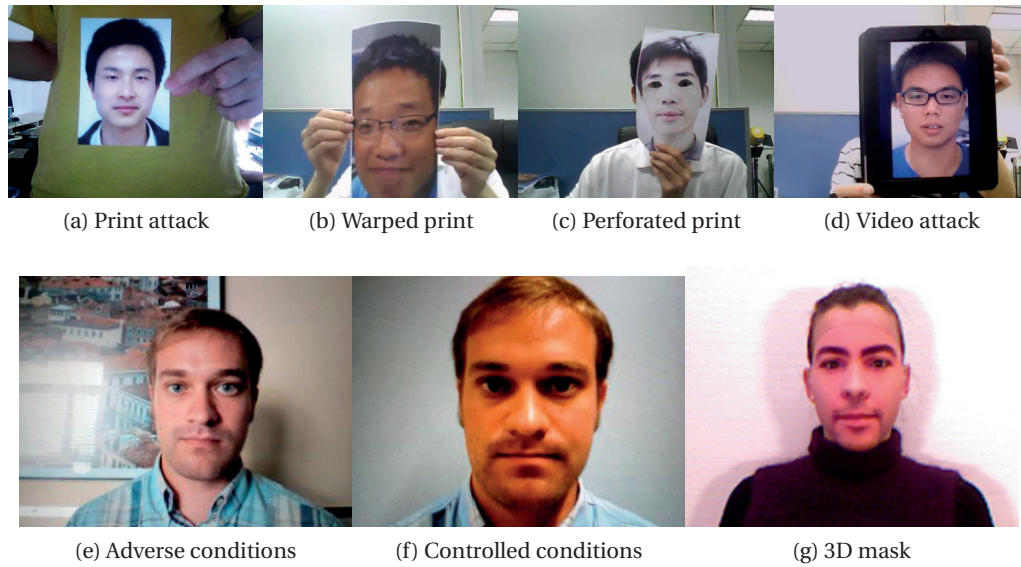 (a) Print attack
(b) Warped print
(c) Perforated print
(d) Video attack
(e) Adverse conditions
(f) Controlled conditions
(g) 3D mask